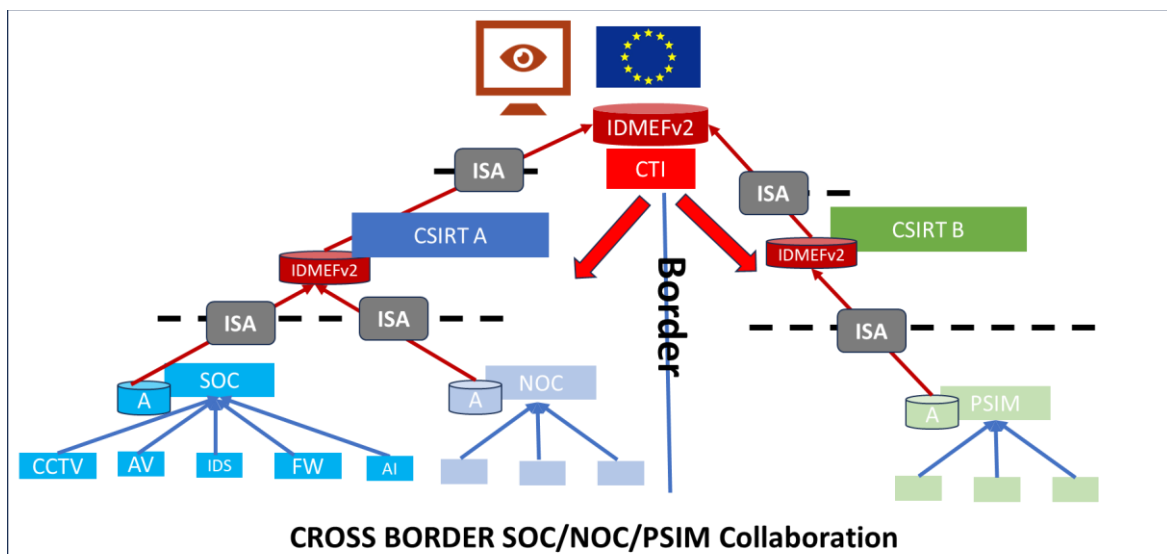 IDMEFv2
CTI
ISA
ISA
CSIRT A
CSIRT B
IDMEFv2
IDMEFv2
Border
ISA
ISA
ISA
SOC
A
NOC
A
PSIM
A
CCTV
AV
IDS
FW
AI
CROSS BORDER SOC/NOC/PSIM Collaboration